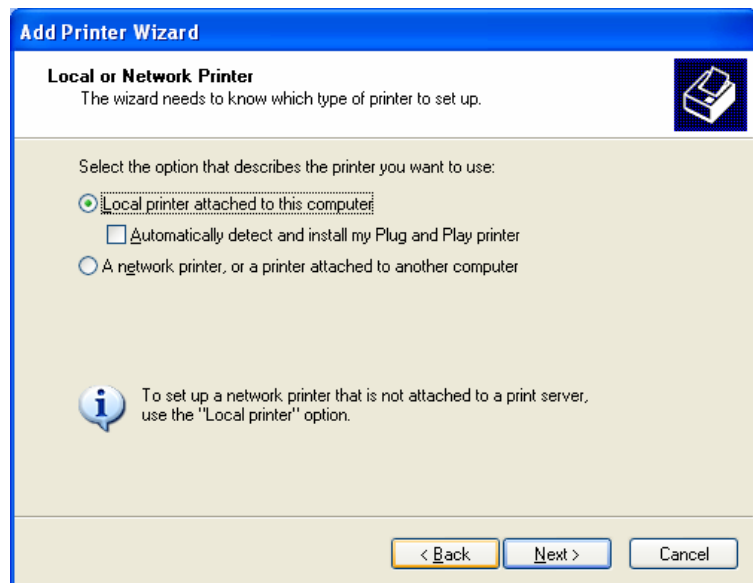 Add Printer Wizard
Local or Network Printer
The wizard needs to know which type of printer to set up.
Select the option that describes the printer you want to use:
Local printer attached to this computer
Automatically detect and install my Plug and Play printer
A network printer, or a printer attached to another computer
To set up a network printer that is not attached to a print server,
use the "Local printer" option.
< Back Next > Cancel